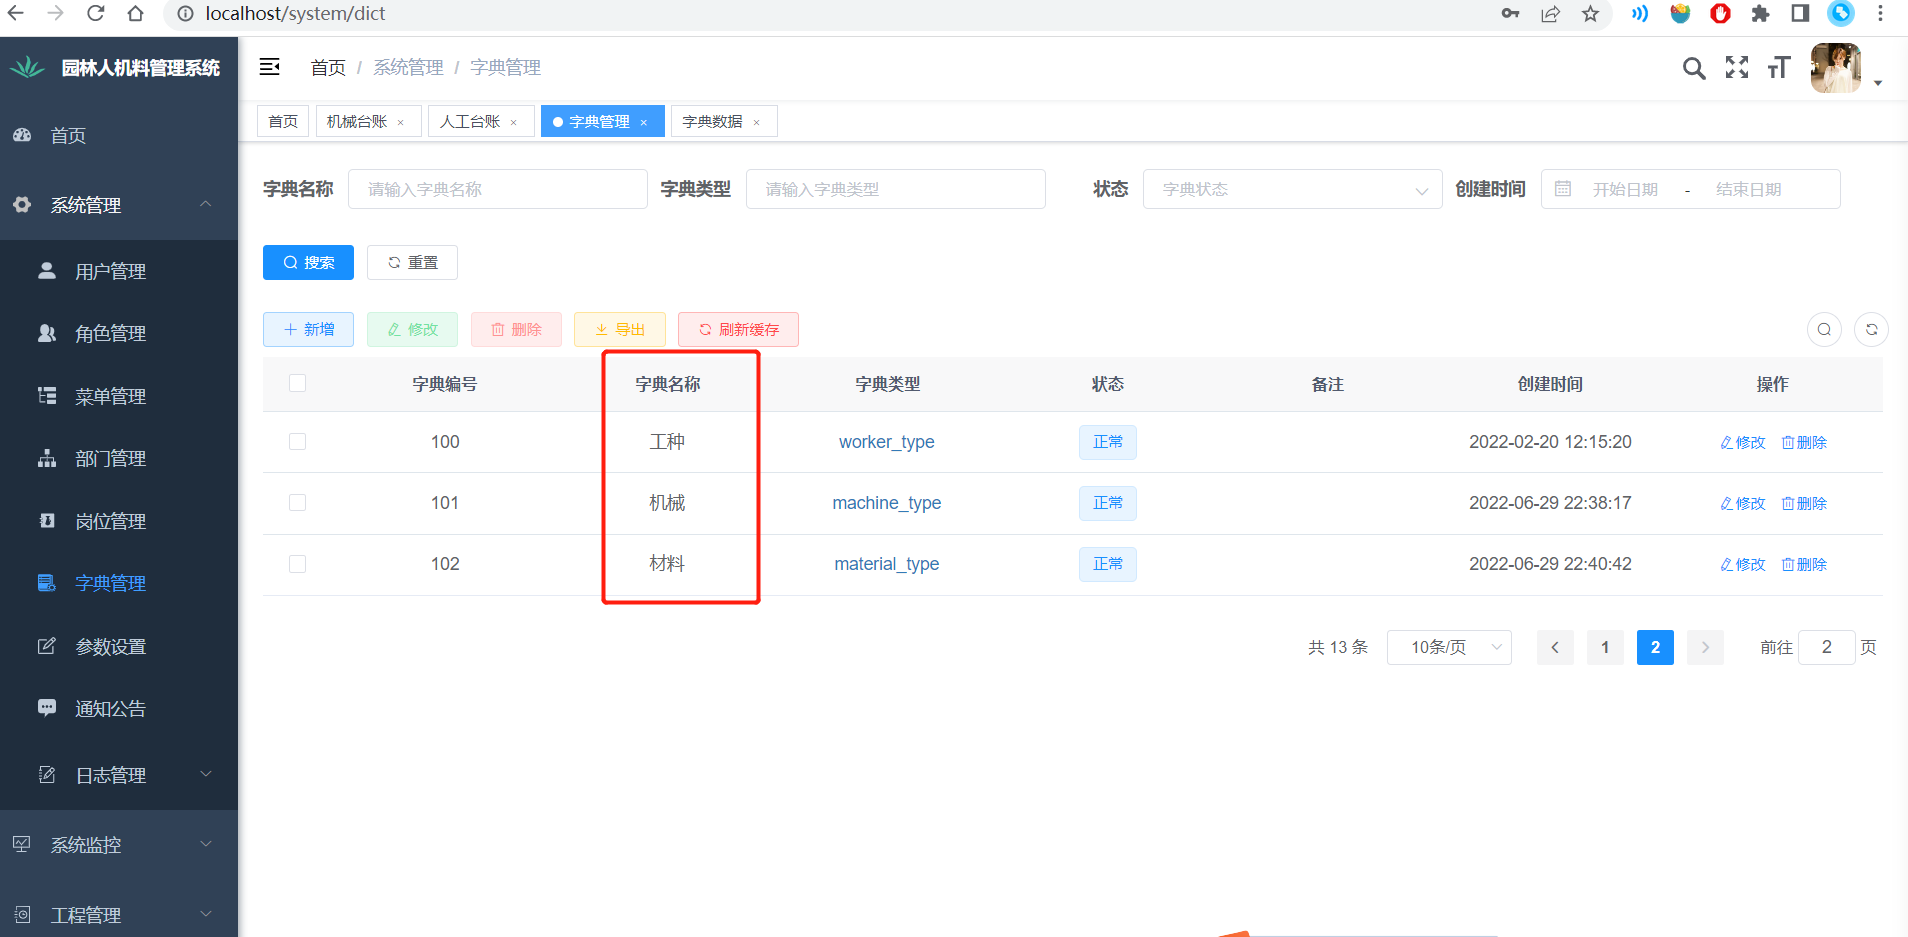 localhost/system/dict
园林人机料管理系统
首页 / 系统管理 / 字典管理
首页 机械台账 × 人工台账 × 字典管理 × 字典数据 ×
首页
系统管理
用户管理
角色管理
菜单管理
部门管理
岗位管理
字典管理
参数设置
通知公告
日志管理
系统监控
工程管理
字典名称 请输入字典名称 字典类型 请输入字典类型 状态 字典状态 创建时间 开始日期 - 结束日期
搜索 重置
新增 修改 删除 导出 刷新缓存
字典编号 字典名称 字典类型 状态 备注 创建时间 操作
100 工种 worker_type 正常 2022-02-20 12:15:20 修改 删除
101 机械 machine_type 正常 2022-06-29 22:38:17 修改 删除
102 材料 material_type 正常 2022-06-29 22:40:42 修改 删除
共 13 条 10条/页 1 2 前往 2 页